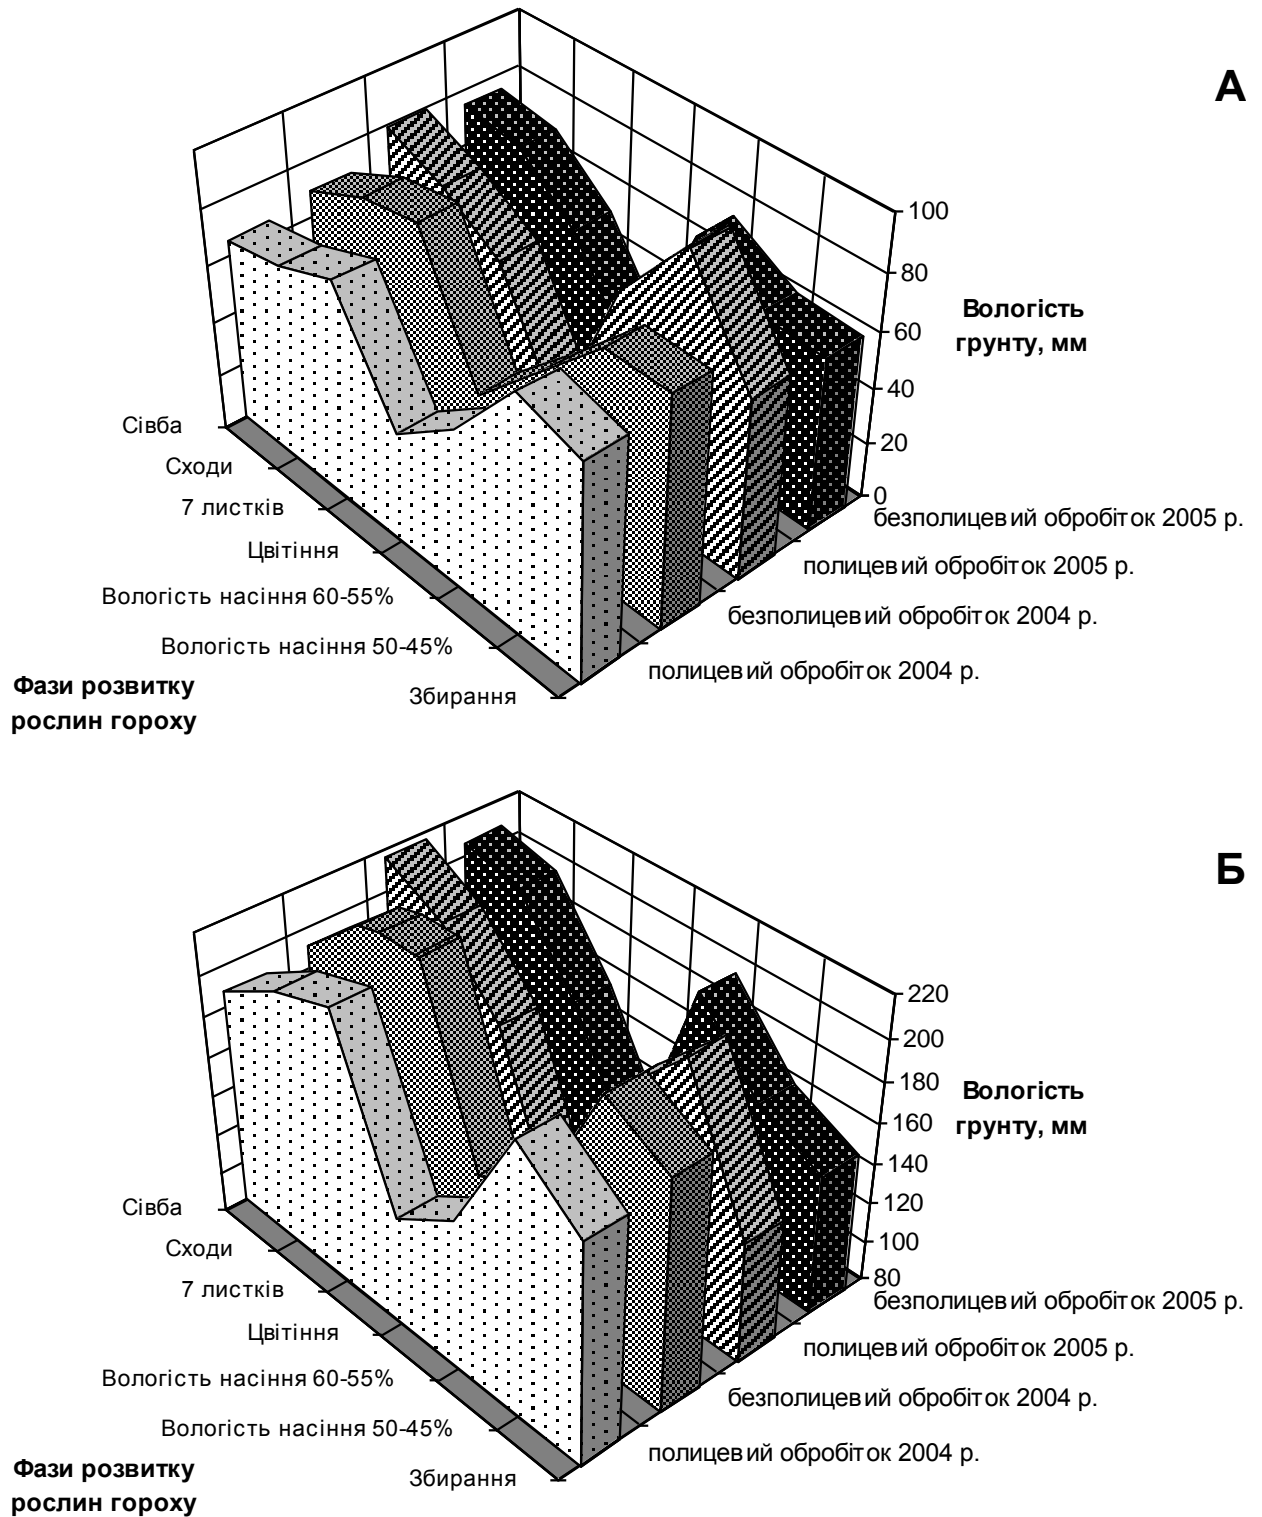 А
100
80
60
40
20
0
Вологість
грунту, мм
Сівба
Сходи
7 листків
Цвітіння
Вологість насіння 60-55%
Вологість насіння 50-45%
Збирання
Фази розвитку
рослин гороху
безполицевий обробіток 2005 р.
полицевий обробіток 2005 р.
безполицевий обробіток 2004 р.
полицевий обробіток 2004 р.
Б
220
200
180
160
140
120
100
80
Вологість
грунту, мм
Сівба
Сходи
7 листків
Цвітіння
Вологість насіння 60-55%
Вологість насіння 50-45%
Збирання
Фази розвитку
рослин гороху
безполицевий обробіток 2005 р.
полицевий обробіток 2005 р.
безполицевий обробіток 2004 р.
полицевий обробіток 2004 р.